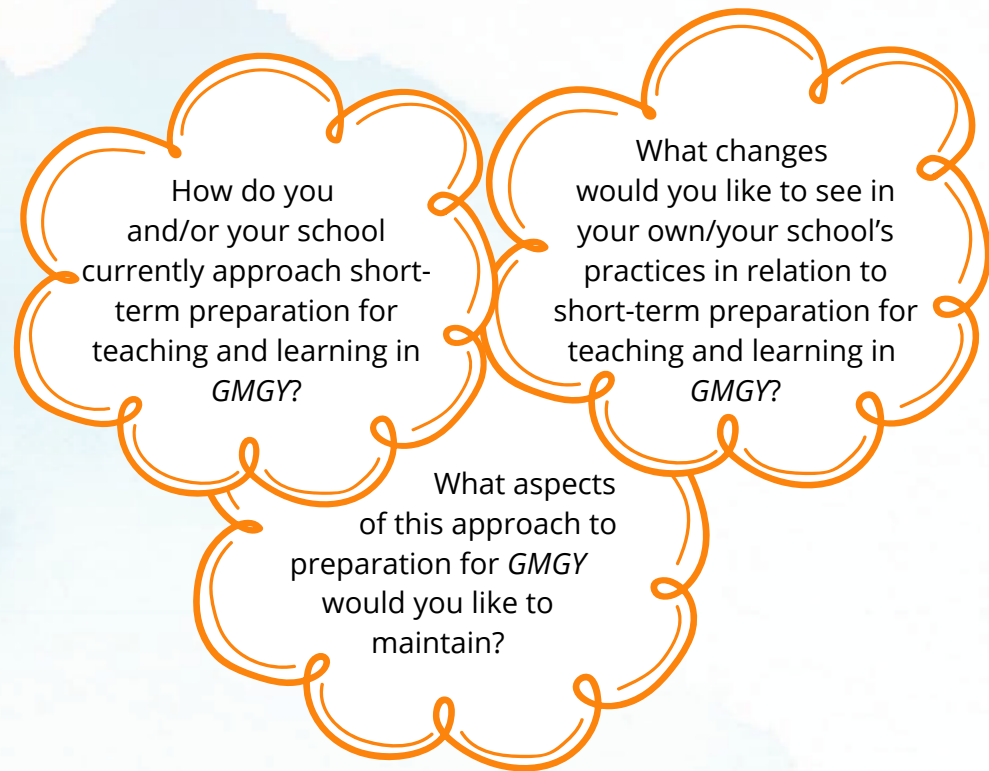 How do you
and/or your school
currently approach short-
term preparation for
teaching and learning in
GMGY?
What changes
would you like to see in
your own/your school’s
practices in relation to
short-term preparation for
teaching and learning in
GMGY?
What aspects
of this approach to
preparation for GMGY
would you like to
maintain?